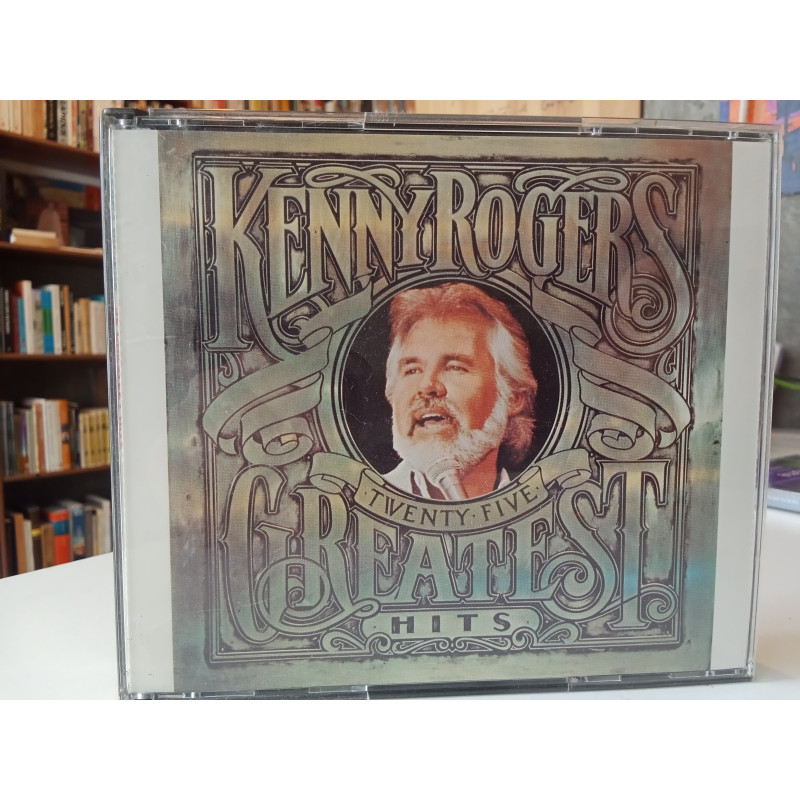 KENNY ROGERS
·TWENTY·FIVE·
GREATEST
·HITS·